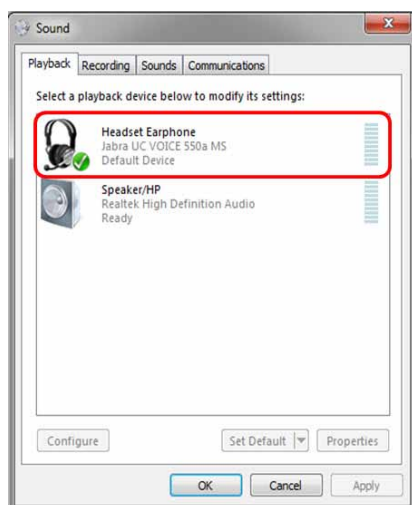 Sound
Playback Recording Sounds Communications
Select a playback device below to modify its settings:
Headset Earphone
Jabra UC VOICE 550a MS
Default Device
Speaker/HP
Realtek High Definition Audio
Ready
Configure Set Default Properties
OK Cancel Apply